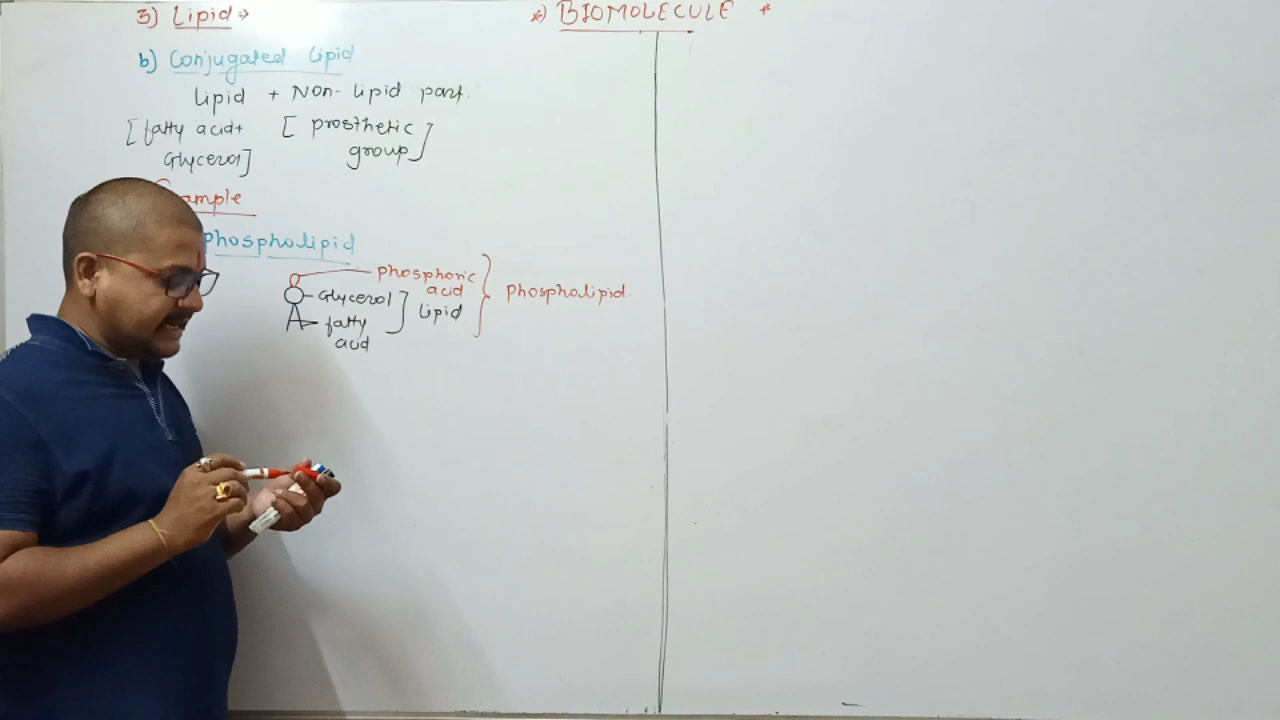 *) BIOMOLECULE *
3) Lipid →
b) Conjugated Lipid
Lipid + Non-Lipid part.
[fatty acid+ [prosthetic
Glycerol] group]
ample
phospholipid
phosphoric
acid
Glycerol
Lipid
fatty
acid
phospholipid.